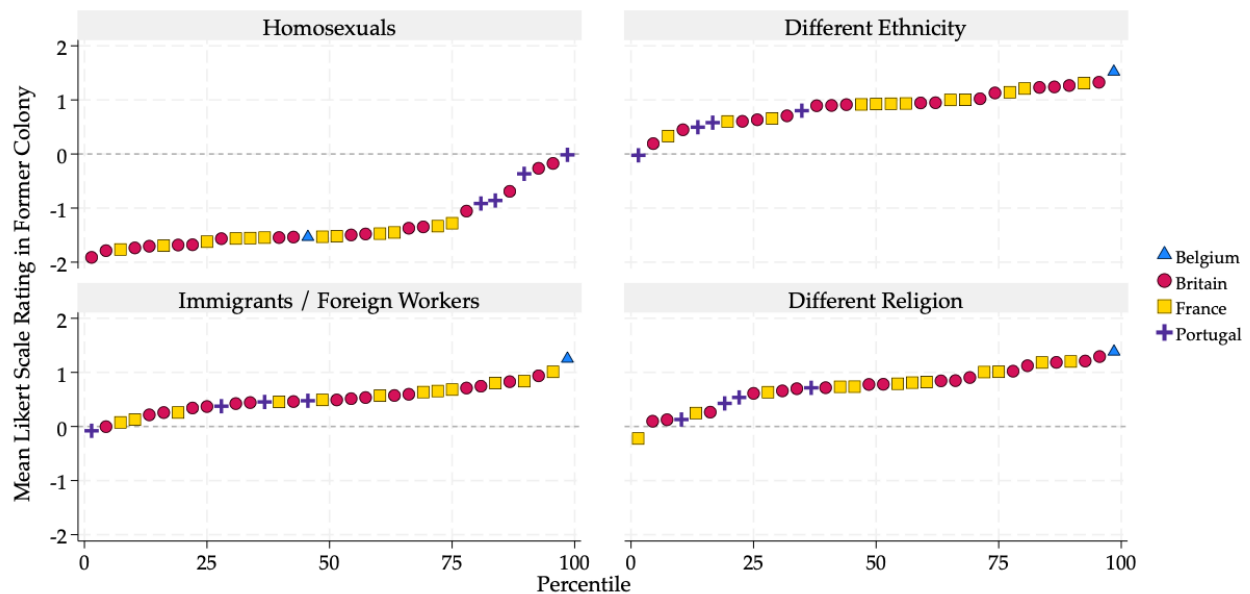 Homosexuals
Different Ethnicity
2
1
0
-1
-2
Immigrants / Foreign Workers
Different Religion
2
1
0
-1
-2
0 25 50 75 100
0 25 50 75 100
Percentile
Mean Likert Scale Rating in Former Colony
Belgium
Britain
France
Portugal